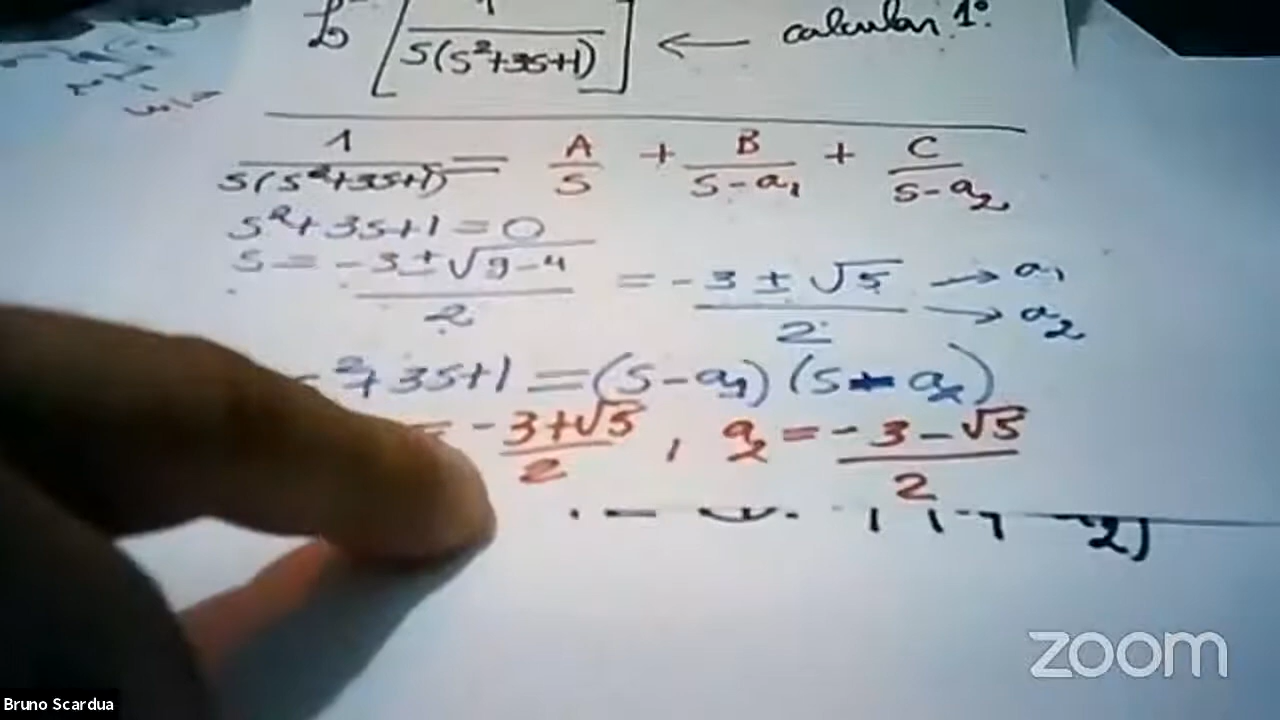 L⁻ [1/(s(s²+3s+1))] ← calcular 1º
1/(s(s²+3s+1)) = A/s + B/(s-a₁) + C/(s-a₂)
s²+3s+1=0
s = -3±√9-4 / 2 = -3±√5 / 2 → a₁ → a₂
²+3s+1 = (s-a₁)(s-a₂)
= -3+√5 / 2 , a₂ = -3-√5 / 2
zoom
Bruno Scardua